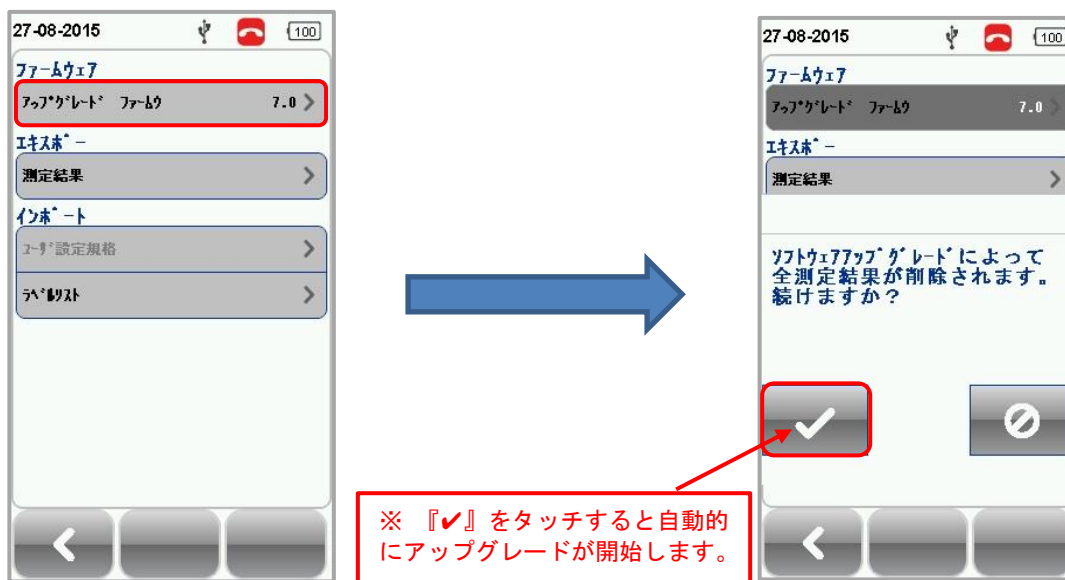 27-08-2015 100
ファームウェア
アップグレード ファームウ 7.0
エキスポー
測定結果
インポート
ユーザ設定規格
ラベルリスト
27-08-2015 100
ファームウェア
アップグレード ファームウ 7.0
エキスポー
測定結果
ソフトウェアアップグレードによって
全測定結果が削除されます。
続けますか？
※ 『✔』をタッチすると自動的
にアップグレードが開始します。